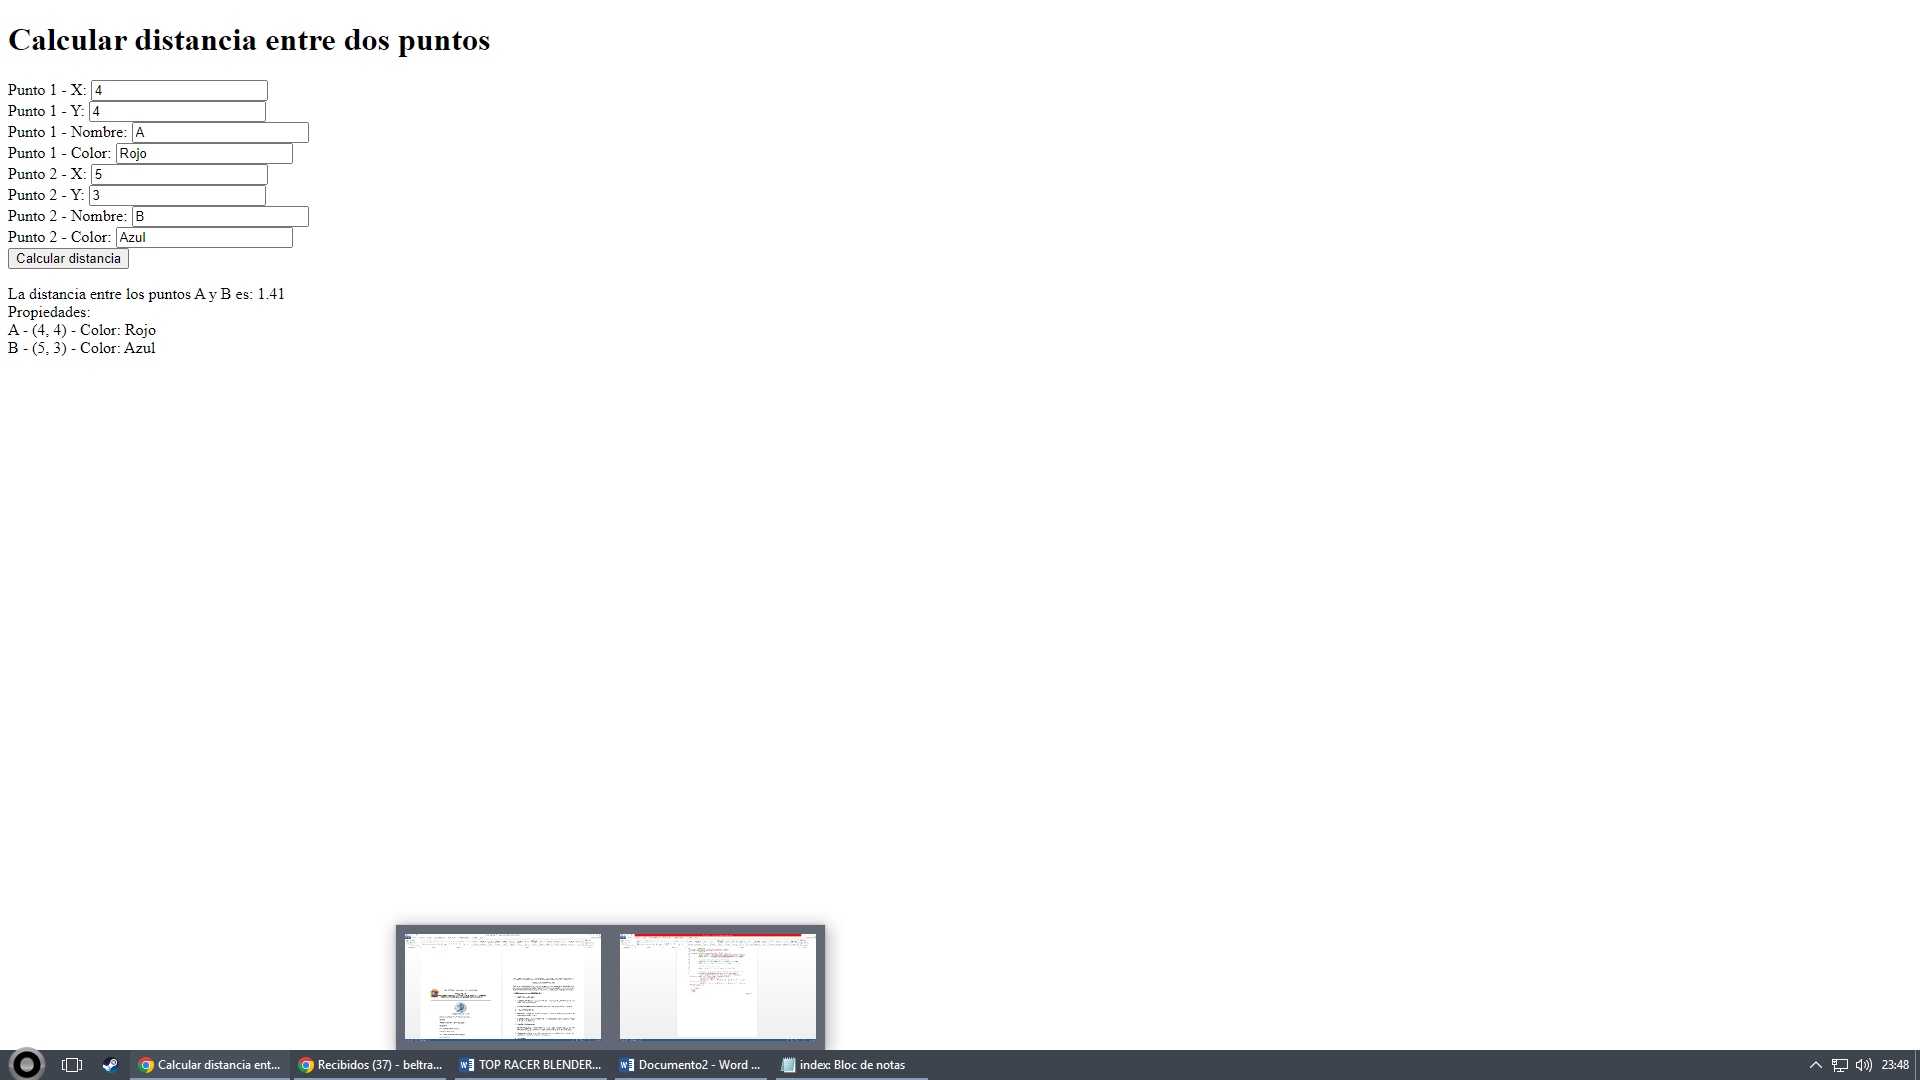 Calcular distancia entre dos puntos
Punto 1 - X: 4
Punto 1 - Y: 4
Punto 1 - Nombre: A
Punto 1 - Color: Rojo
Punto 2 - X: 5
Punto 2 - Y: 3
Punto 2 - Nombre: B
Punto 2 - Color: Azul
Calcular distancia
La distancia entre los puntos A y B es: 1.41
Propiedades:
A - (4, 4) - Color: Rojo
B - (5, 3) - Color: Azul
Calcular distancia ent... Recibidos (37) - beltra... TOP RACER BLENDER... Documento2 - Word ... index: Bloc de notas 23:48